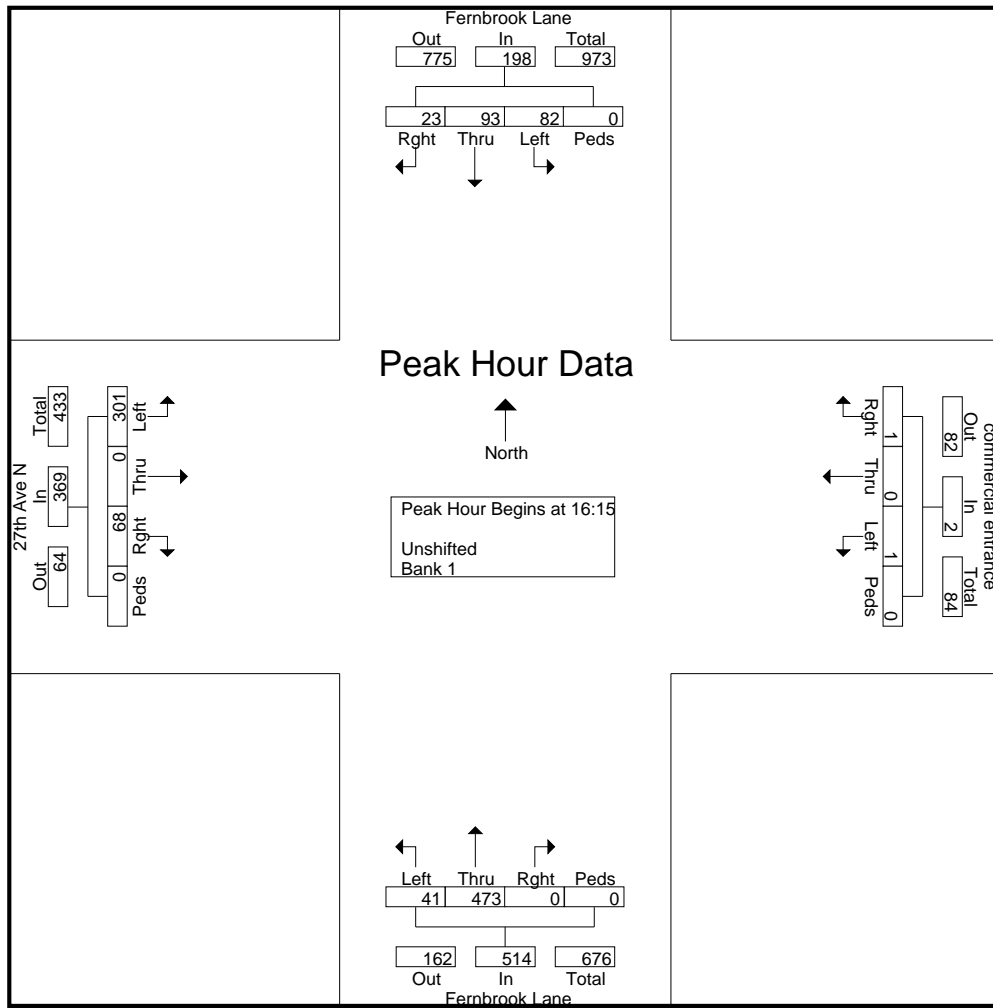 Fernbrook Lane
Out In Total
775 198 973
23 93 82 0
Rght Thru Left Peds
Peak Hour Data
North
Peak Hour Begins at 16:15
Unshifted
Bank 1
27th Ave N
Out In Total
64 369 433
0 68 0 301
Peds Rght Thru Left
commercial entrance
Out In Total
82 2 84
Rght Thru Left Peds
1 0 1 0
Left Thru Rght Peds
41 473 0 0
162 514 676
Out In Total
Fernbrook Lane